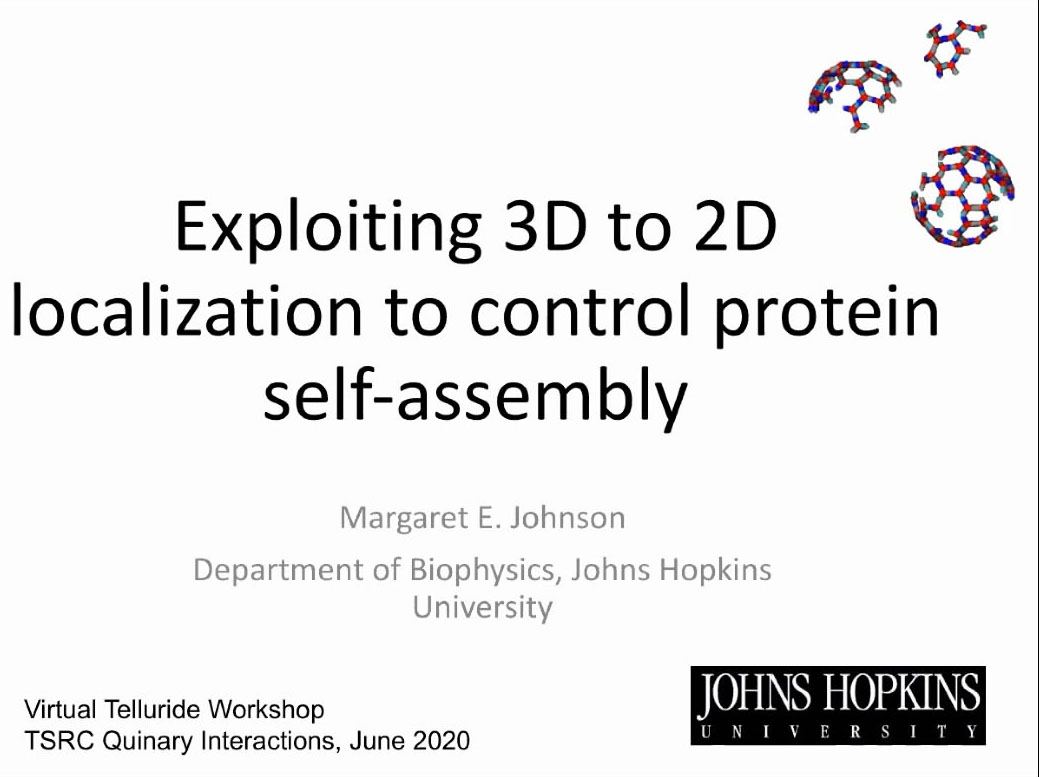 Exploiting 3D to 2D
localization to control protein
self-assembly
Margaret E. Johnson
Department of Biophysics, Johns Hopkins
University
Virtual Telluride Workshop
TSRC Quinary Interactions, June 2020
JOHNS HOPKINS
UNIVERSITY